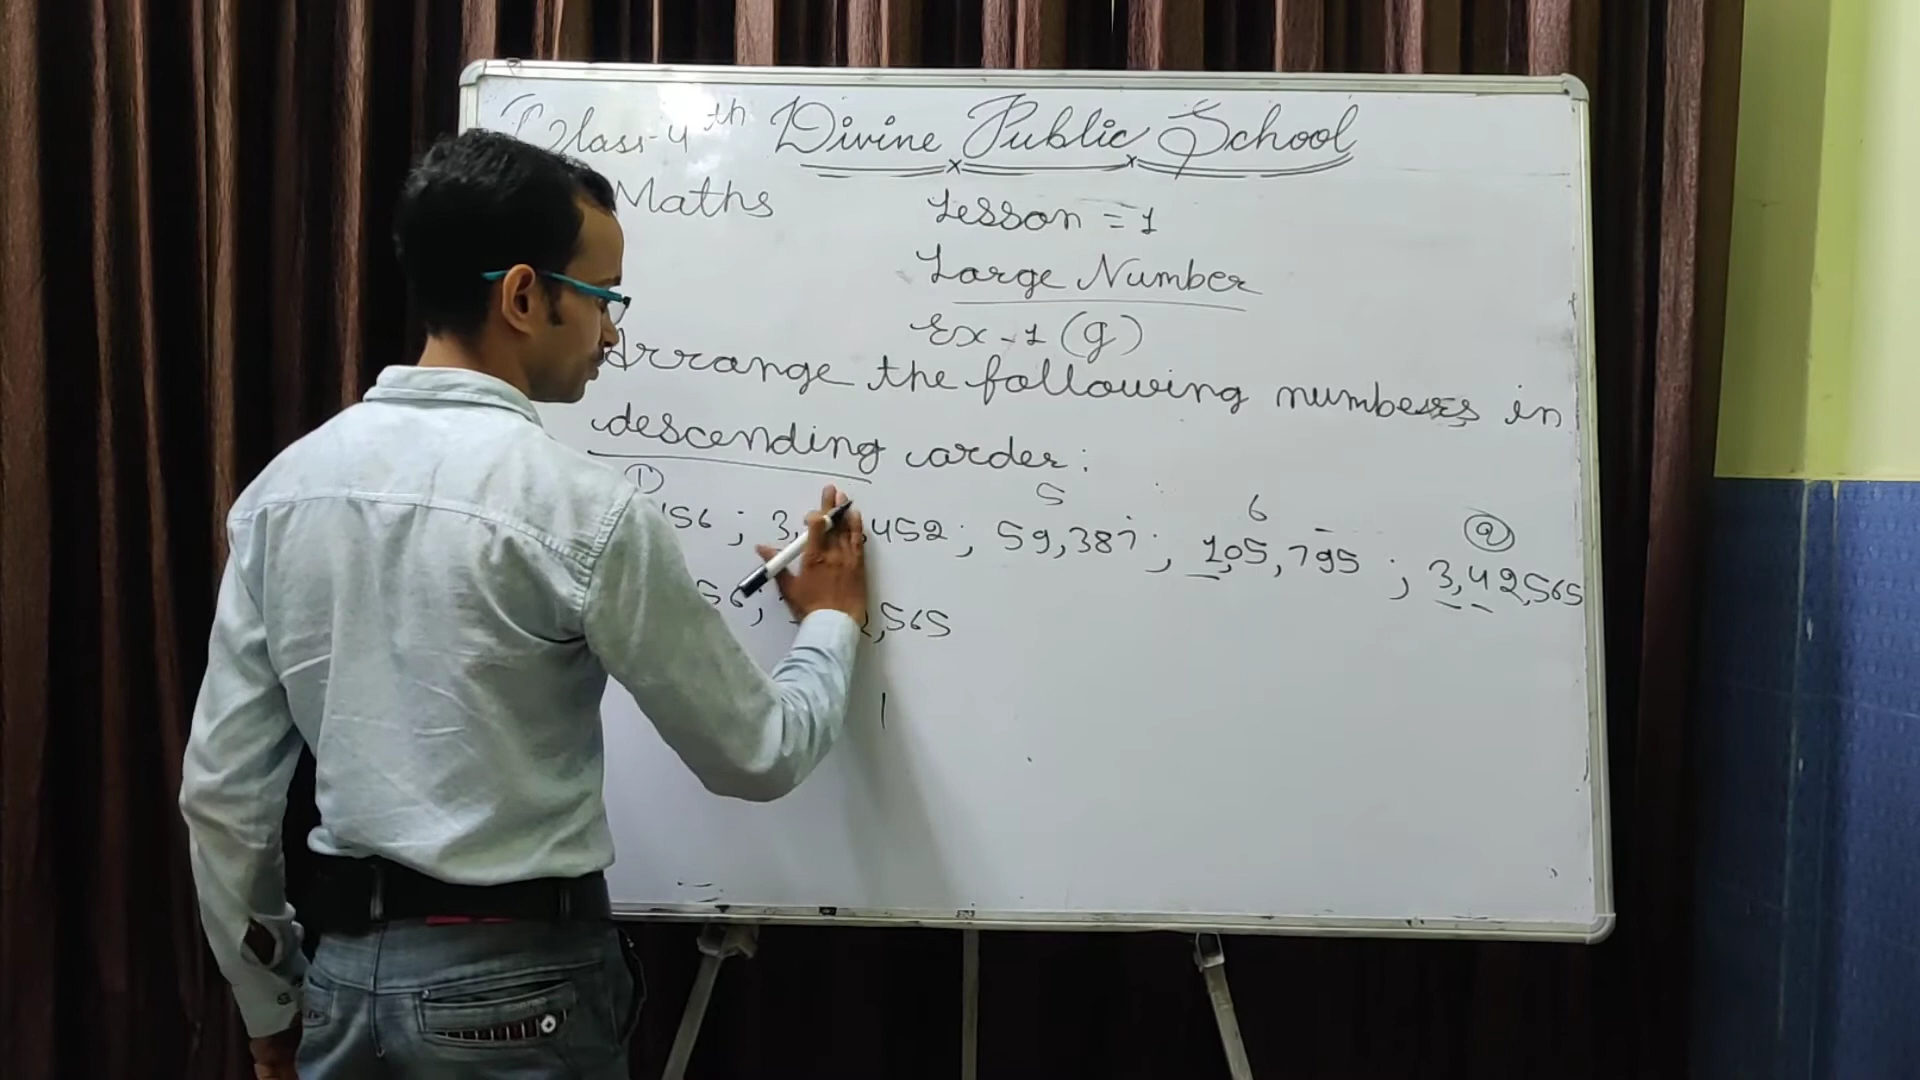 Class-4th Divine Public School
Maths
Lesson = 1
Large Number
Ex-1 (g)
Arrange the following numbers in
descending order:
① 5 6 ②
456 ; 3, ,452 ; 59,387 ; 1,05,795 ; 3,42,565
56 ; 2,565